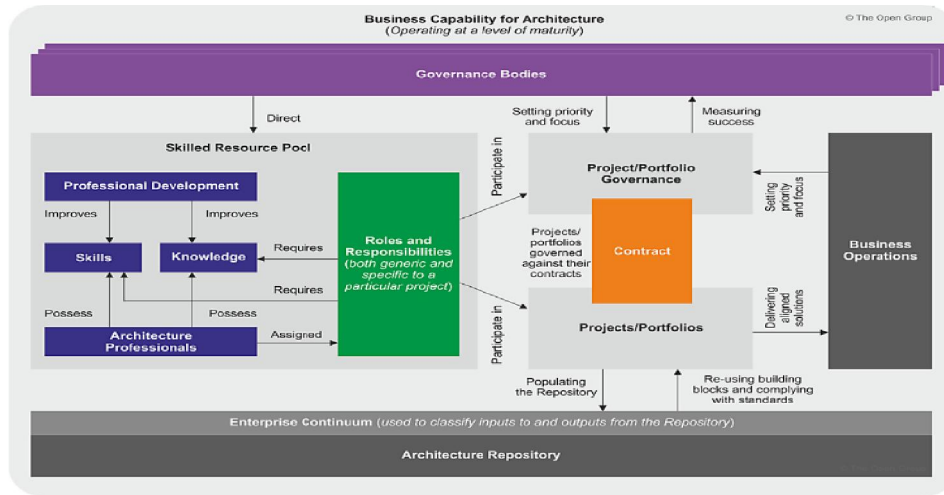 Business Capability for Architecture
(Operating at a level of maturity)
© The Open Group
Governance Bodies
Direct
Setting priority
and focus
Measuring
success
Skilled Resource Pool
Professional Development
Improves
Improves
Skills
Knowledge
Requires
Requires
Possess
Possess
Architecture
Professionals
Assigned
Roles and
Responsibilities
(both generic and
specific to a
particular project)
Participate in
Participate in
Project/Portfolio
Governance
Projects/
portfolios
governed
against their
contracts
Contract
Projects/Portfolios
Setting
priority
and focus
Delivering
aligned
solutions
Business
Operations
Populating
the Repository
Re-using building
blocks and complying
with standards
Enterprise Continuum (used to classify inputs to and outputs from the Repository)
Architecture Repository
© The Open Group